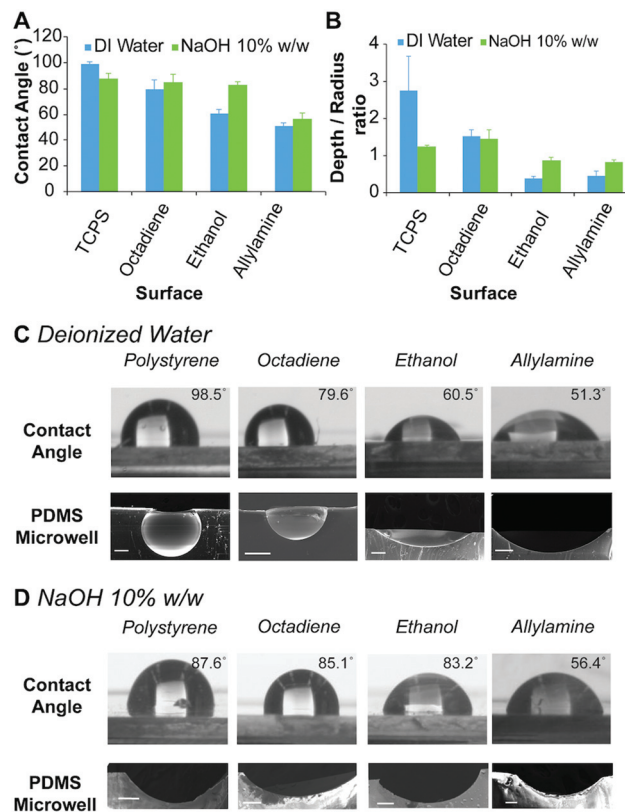 A
DI Water NaOH 10% w/w
Contact Angle (°)
120
100
80
60
40
20
0
TCPS
Octadiene
Ethanol
Allylamine
Surface
B
DI Water NaOH 10% w/w
Depth / Radius
ratio
4
3
2
1
0
TCPS
Octadiene
Ethanol
Allylamine
Surface
C Deionized Water
Polystyrene Octadiene Ethanol Allylamine
98.5° 79.6° 60.5° 51.3°
Contact
Angle
PDMS
Microwell
D NaOH 10% w/w
Polystyrene Octadiene Ethanol Allylamine
87.6° 85.1° 83.2° 56.4°
Contact
Angle
PDMS
Microwell